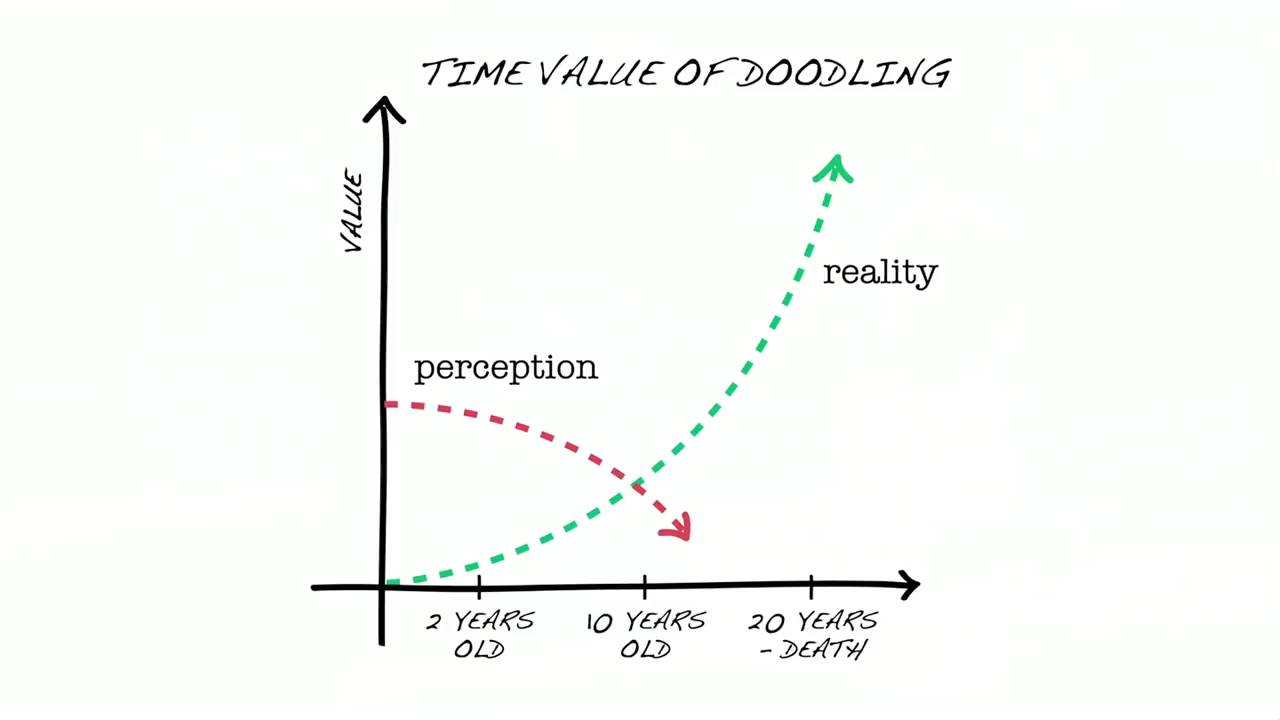 TIME VALUE OF DOODLING
VALUE
reality
perception
2 YEARS
OLD
10 YEARS
OLD
20 YEARS
- DEATH